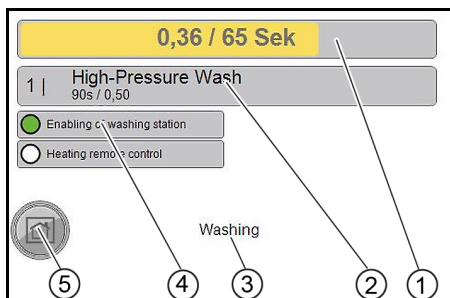 0,36 / 65 Sek
1 | High-Pressure Wash
90s / 0,50
Enabling of washing station
Heating remote control
Washing
5 4 3 2 1